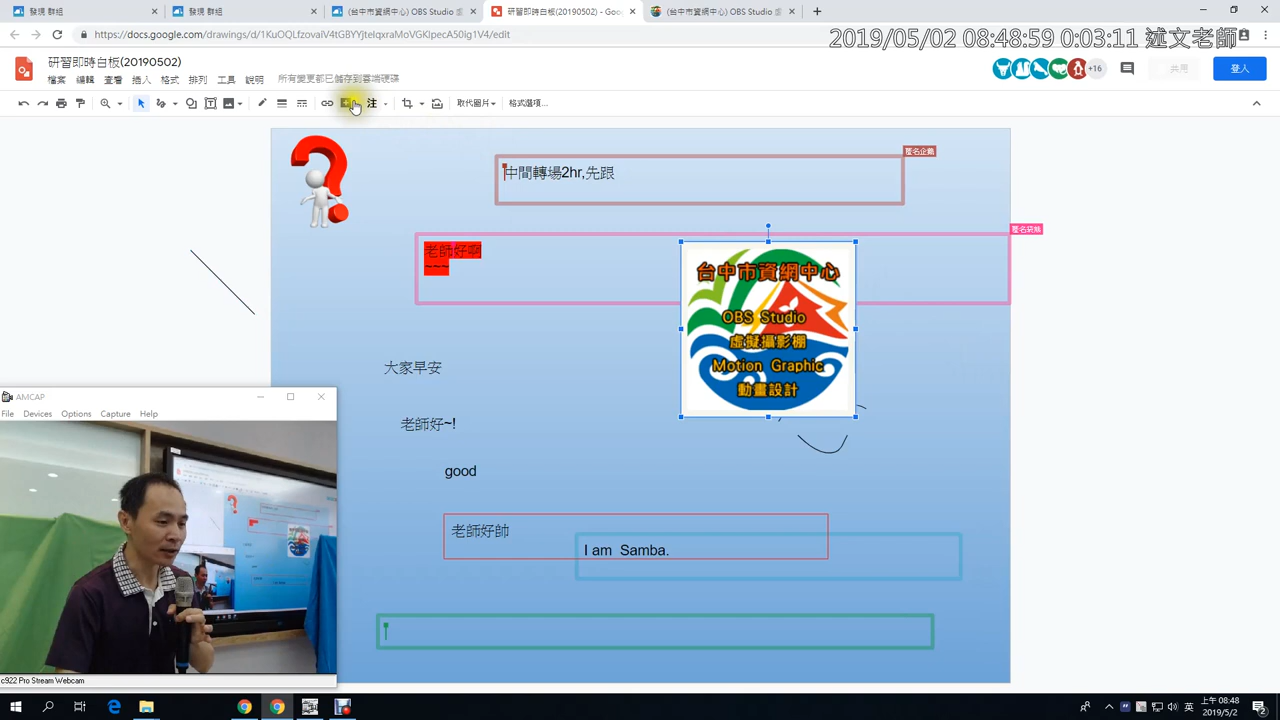 發現 群組
發現 群組
(台中市資網中心) OBS Studio 虛
研習即時白板(20190502) - Goo
(台中市資網中心) OBS Studio 虛
https://docs.google.com/drawings/d/1KuOQLfzovaiV4tGBYYjteIqxraMoVGKlpecA50ig1V4/edit
2019/05/02 08:48:59 0:03:11 述文老師
研習即時白板(20190502)
檔案 編輯 查看 插入 格式 排列 工具 說明 所有變更都已儲存到雲端硬碟
+16
共用
登入
注
取代圖片
格式選項...
匿名企鵝
中間轉場2hr,先跟
匿名袋熊
老師好啊
~~~
台中市資網中心
OBS Studio
虛擬攝影棚
Motion Graphic
動畫設計
大家早安
老師好~!
good
老師好帥
I am Samba.
AMCAP
File Devices Options Capture Help
c922 Pro Stream Webcam
英
上午 08:48
2019/5/2
2